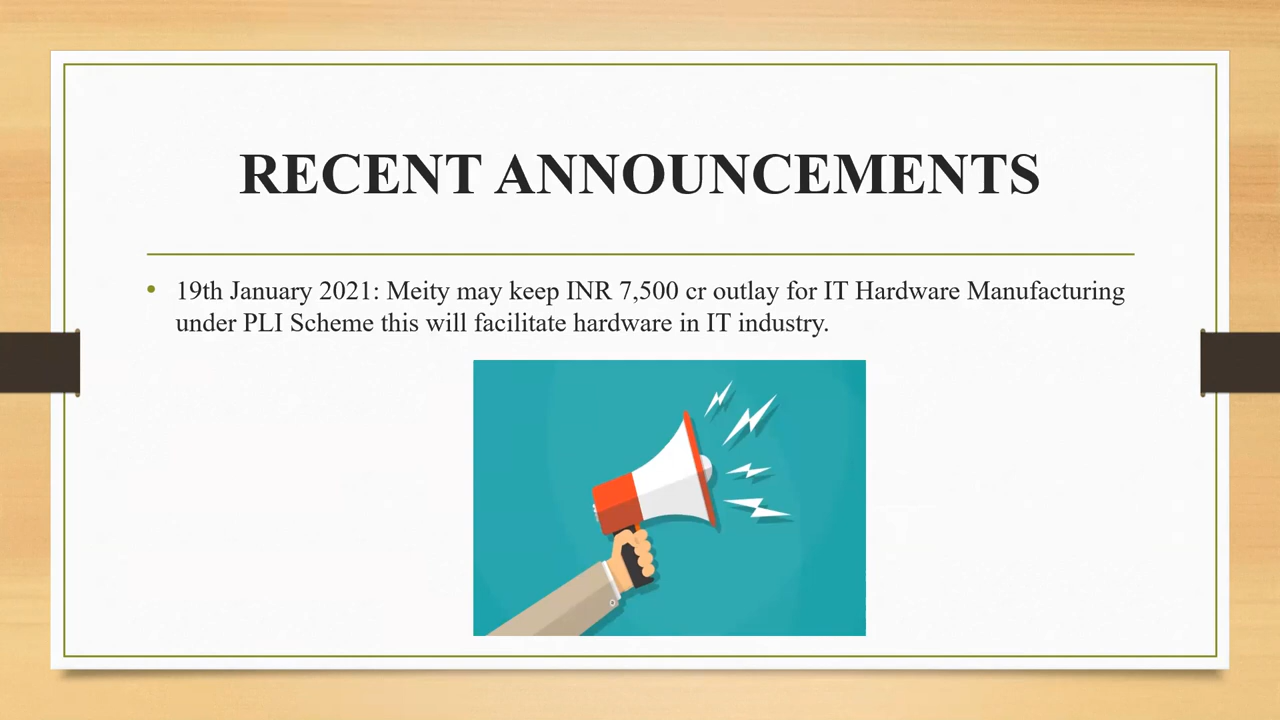 RECENT ANNOUNCEMENTS
• 19th January 2021: Meity may keep INR 7,500 cr outlay for IT Hardware Manufacturing
under PLI Scheme this will facilitate hardware in IT industry.